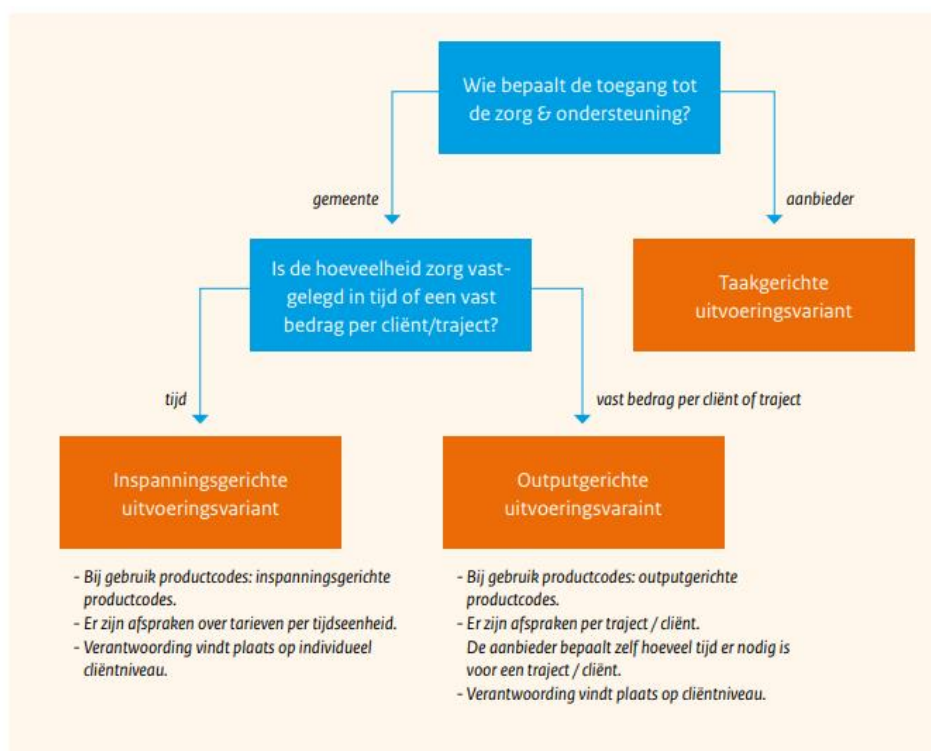 Wie bepaalt de toegang tot
de zorg & ondersteuning?
gemeente
aanbieder
Is de hoeveelheid zorg vast-
gelegd in tijd of een vast
bedrag per cliënt/traject?
Taakgerichte
uitvoeringsvariant
tijd
vast bedrag per cliënt of traject
Inspanningsgerichte
uitvoeringsvariant
Outputgerichte
uitvoeringsvaraint
- Bij gebruik productcodes: inspanningsgerichte
productcodes.
- Er zijn afspraken over tarieven per tijdseenheid.
- Verantwoording vindt plaats op individueel
cliëntniveau.
- Bij gebruik productcodes: outputgerichte
productcodes.
- Er zijn afspraken per traject / cliënt.
De aanbieder bepaalt zelf hoeveel tijd er nodig is
voor een traject / cliënt.
- Verantwoording vindt plaats op cliëntniveau.